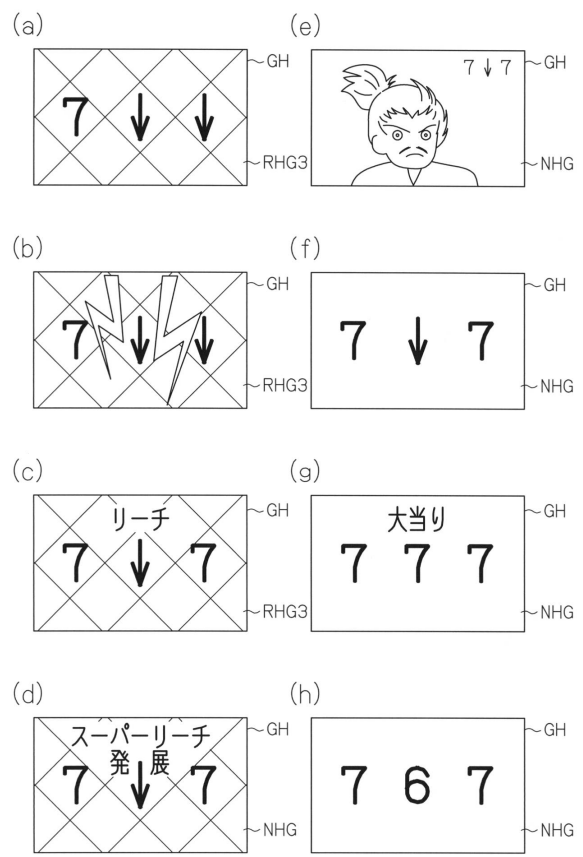 (a)
7 ↓ ↓
GH
RHG3
(b)
7 ↓ ↓
GH
RHG3
(c)
リーチ
7 ↓ 7
GH
RHG3
(d)
スーパーリーチ
発展
7 ↓ 7
GH
NHG
(e)
7 ↓ 7
GH
NHG
(f)
7 ↓ 7
GH
NHG
(g)
大当り
7 7 7
GH
NHG
(h)
7 6 7
GH
NHG